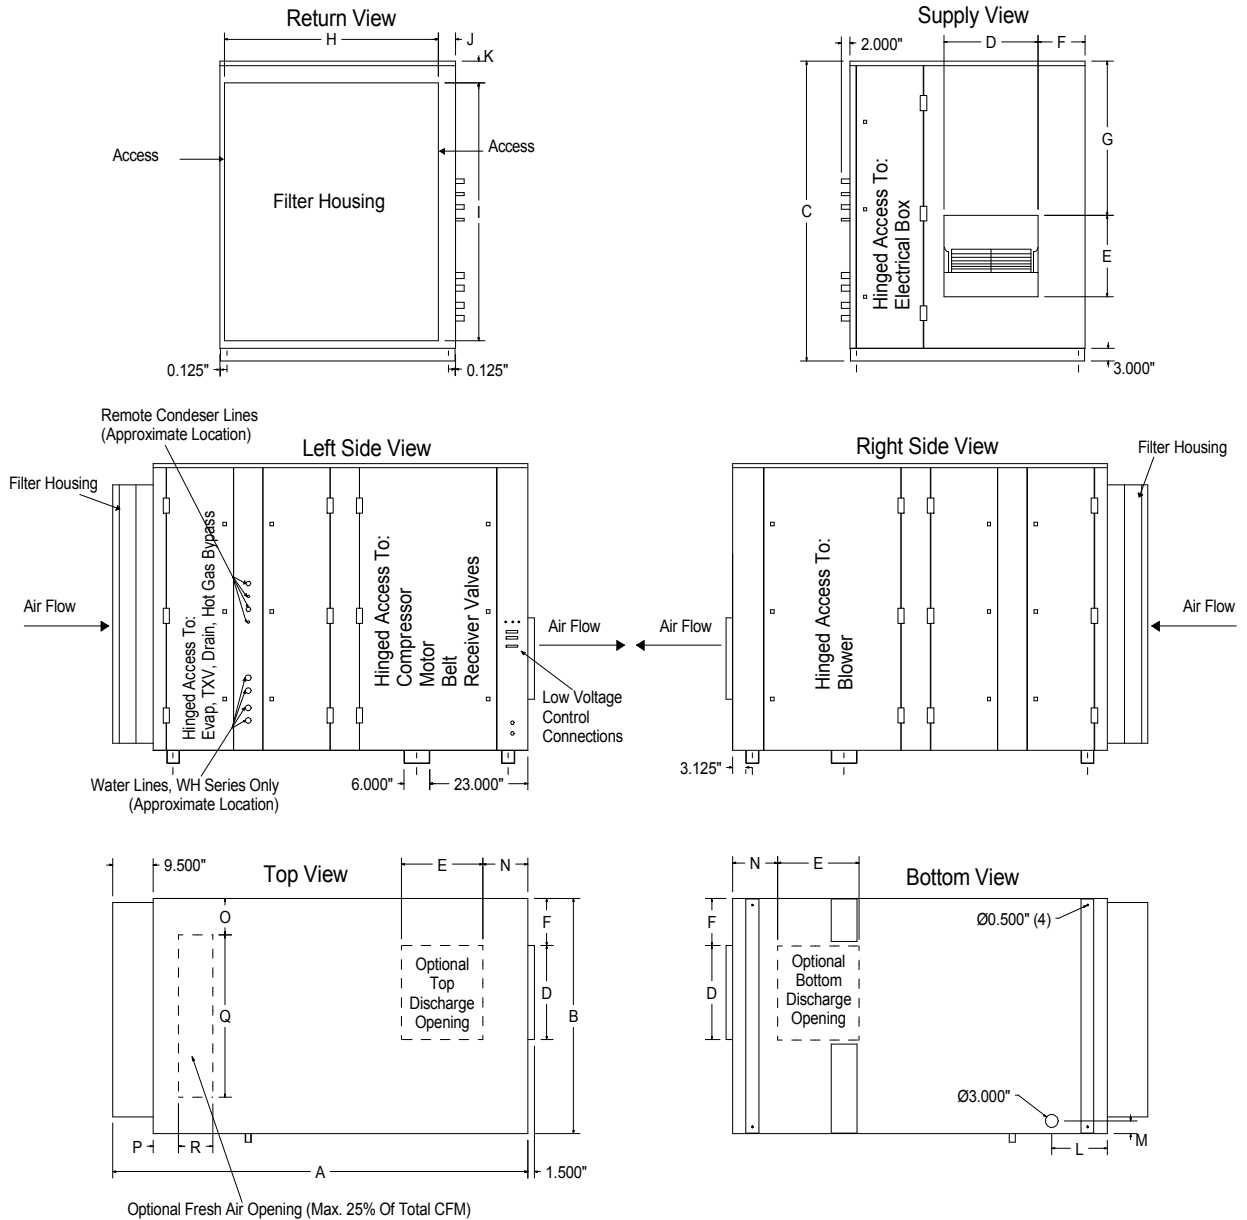 Return View
H
J
K
Access
Access
Filter Housing
I
0.125"
0.125"
Supply View
2.000"
D
F
G
C
E
Hinged Access To:
Electrical Box
3.000"
Remote Condeser Lines
(Approximate Location)
Left Side View
Filter Housing
Air Flow
Hinged Access To:
Evap, TXV, Drain, Hot Gas Bypass
Hinged Access To:
Compressor
Motor
Belt
Receiver Valves
Air Flow
Low Voltage
Control
Connections
Water Lines, WH Series Only
(Approximate Location)
6.000"
23.000"
Right Side View
Filter Housing
Air Flow
Air Flow
Hinged Access To:
Blower
3.125"
9.500"
Top View
E
N
O
F
Optional
Top
Discharge
Opening
D
B
Q
P
R
A
1.500"
Optional Fresh Air Opening (Max. 25% Of Total CFM)
N
E
Bottom View
F
Ø0.500" (4)
D
Optional
Bottom
Discharge
Opening
Ø3.000"
L
M